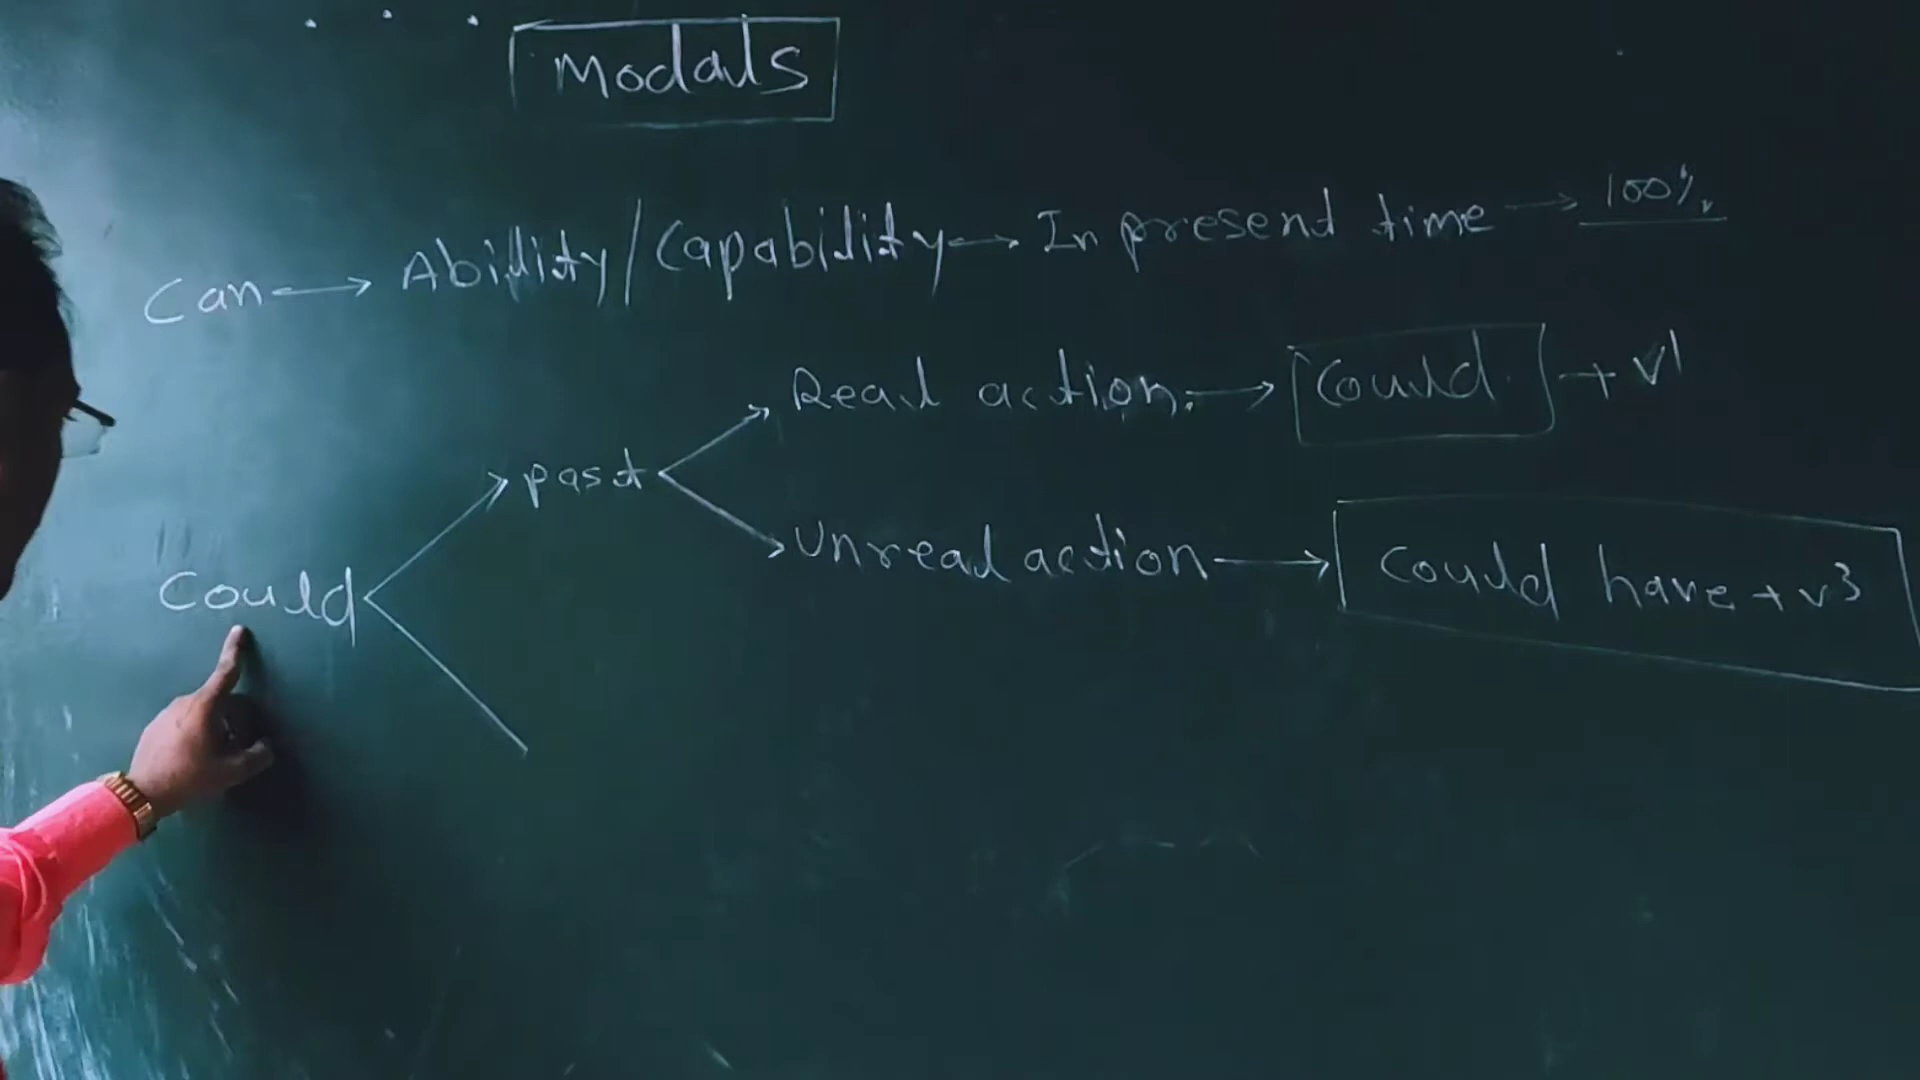 Modals
Can → Ability/Capability → In present time → 100%
Real action. → Could + v1
past
Unreal action → Could have + v3
Could